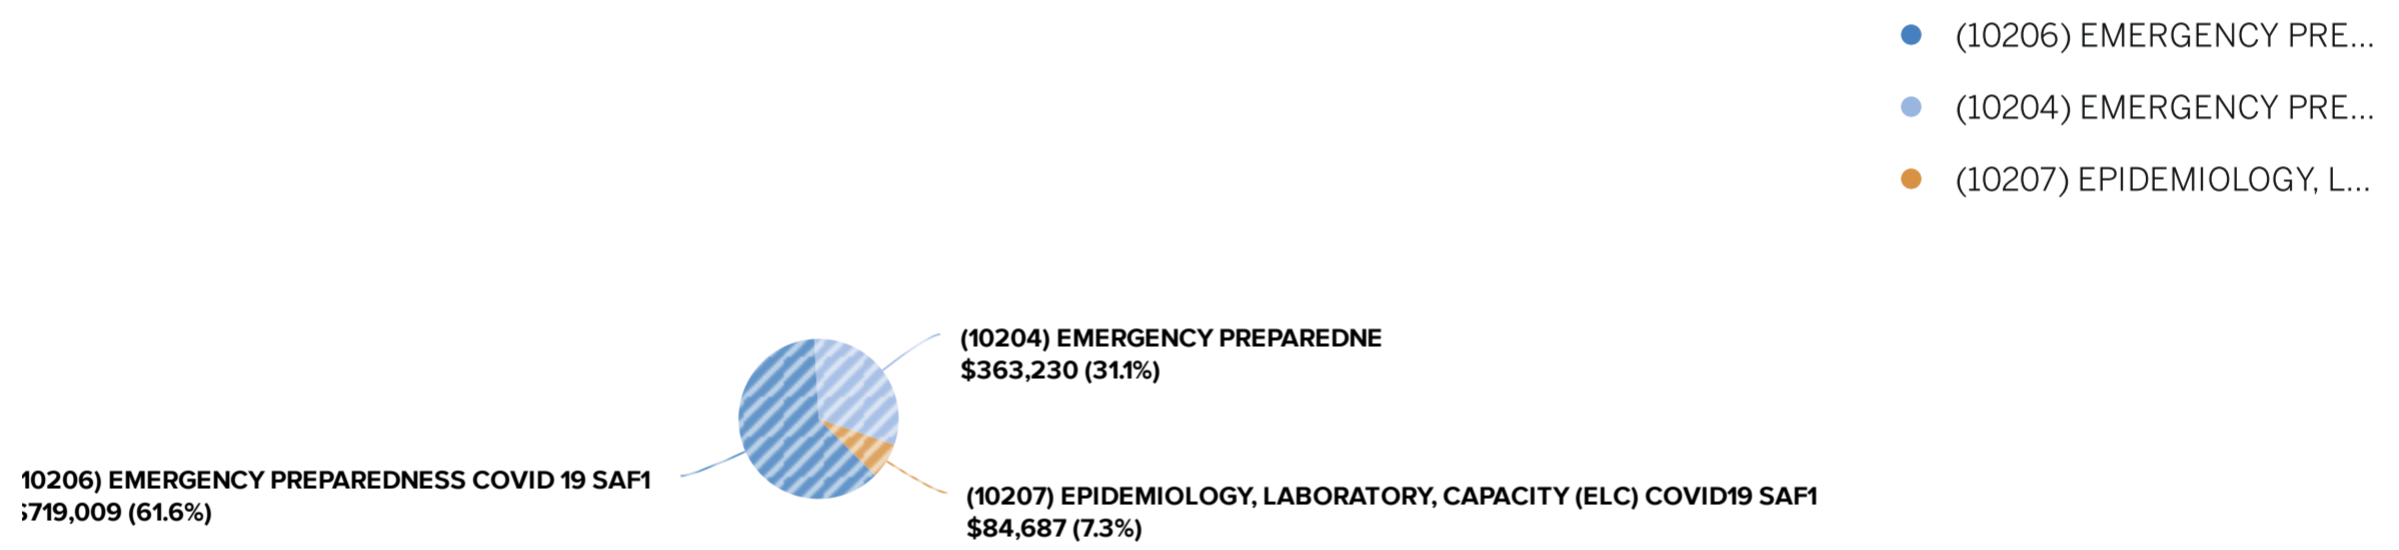 (10206) EMERGENCY PRE...
(10204) EMERGENCY PRE...
(10207) EPIDEMIOLOGY, L...
(10204) EMERGENCY PREPAREDNE
$363,230 (31.1%)
10206) EMERGENCY PREPAREDNESS COVID 19 SAF1
$719,009 (61.6%)
(10207) EPIDEMIOLOGY, LABORATORY, CAPACITY (ELC) COVID19 SAF1
$84,687 (7.3%)